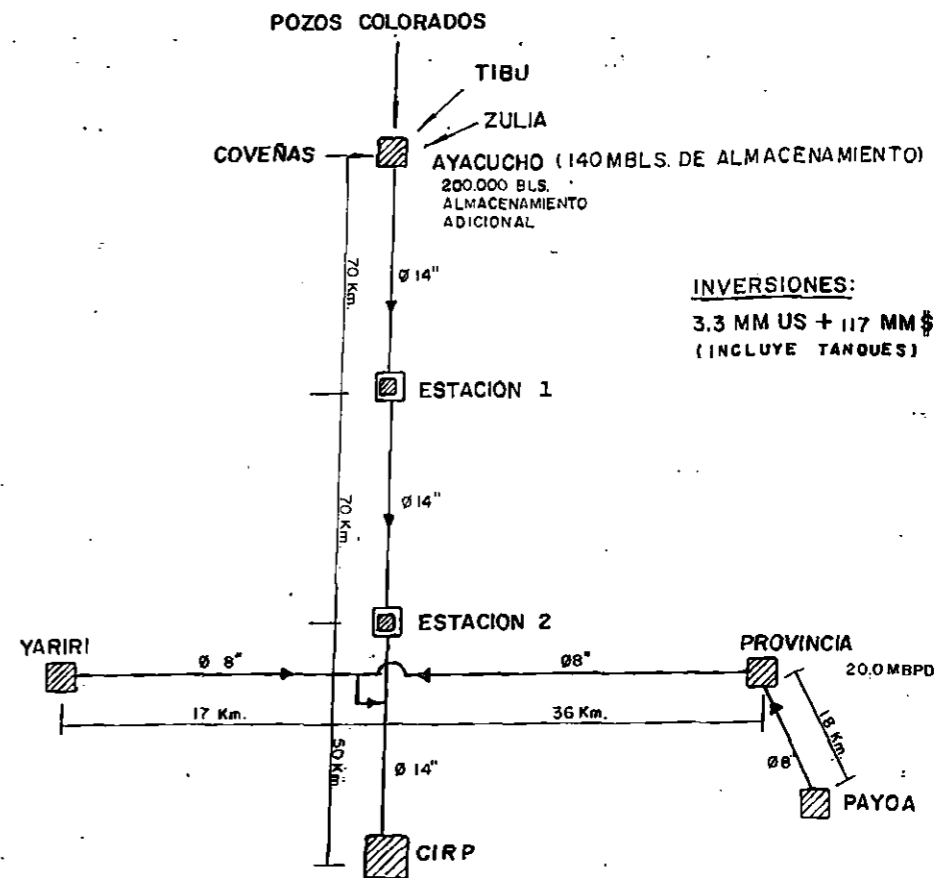 POZOS COLORADOS
TIBU
ZULIA
COVEÑAS
AYACUCHO (140MBLS. DE ALMACENAMIENTO)
200.000 BLS.
ALMACENAMIENTO
ADICIONAL
70 Km.
Ø 14"
INVERSIONES:
3.3 MM US + 117 MM $
(INCLUYE TANQUES)
ESTACION 1
70 Km.
Ø 14"
ESTACION 2
YARIRI
Ø 8"
Ø8"
PROVINCIA
20.0 MBPD
17 Km.
36 Km.
18 Km.
50 Km.
Ø 14"
Ø8"
PAYOA
CIRP